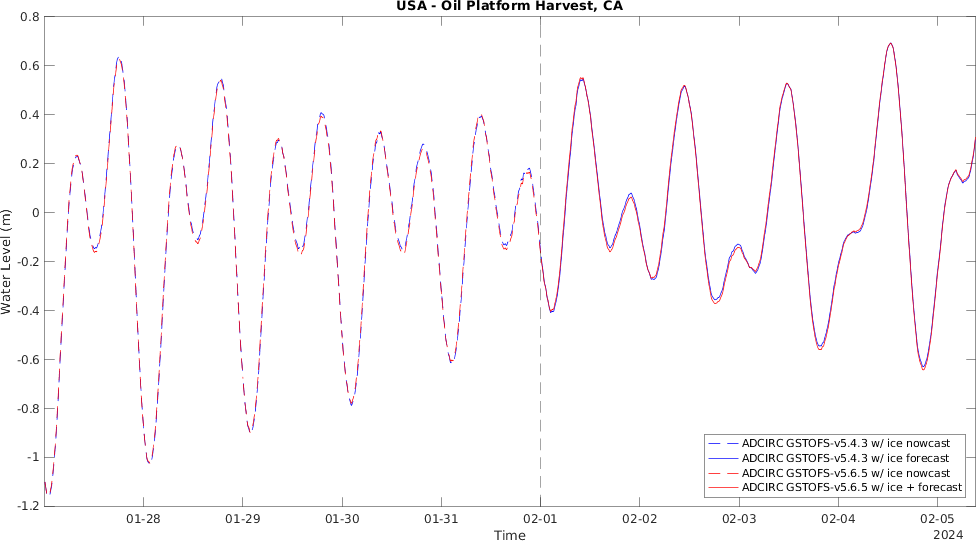 USA - Oil Platform Harvest, CA
0.8
0.6
0.4
0.2
0
-0.2
-0.4
-0.6
-0.8
-1
-1.2
Water Level (m)
01-28 01-29 01-30 01-31 02-01 02-02 02-03 02-04 02-05
Time
2024
ADCIRC GSTOFS-v5.4.3 w/ ice nowcast
ADCIRC GSTOFS-v5.4.3 w/ ice forecast
ADCIRC GSTOFS-v5.6.5 w/ ice nowcast
ADCIRC GSTOFS-v5.6.5 w/ ice + forecast